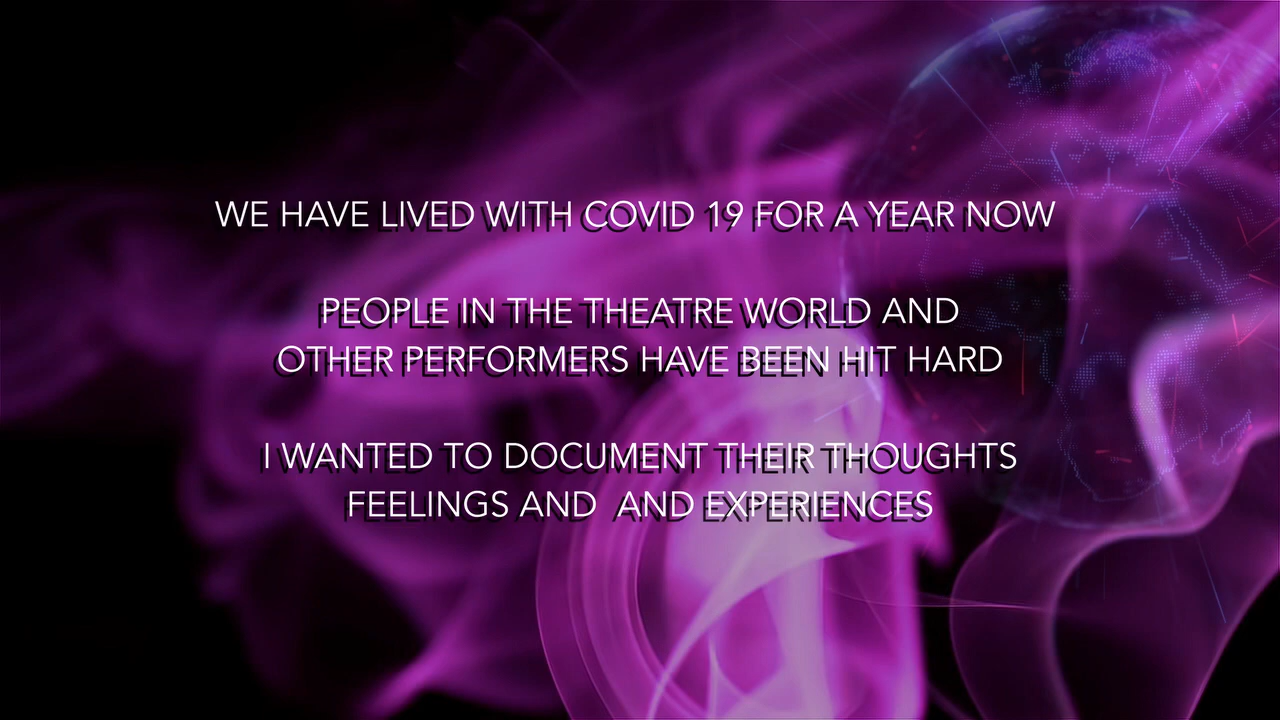 WE HAVE LIVED WITH COVID 19 FOR A YEAR NOW
PEOPLE IN THE THEATRE WORLD AND
OTHER PERFORMERS HAVE BEEN HIT HARD
I WANTED TO DOCUMENT THEIR THOUGHTS
FEELINGS AND  AND EXPERIENCES